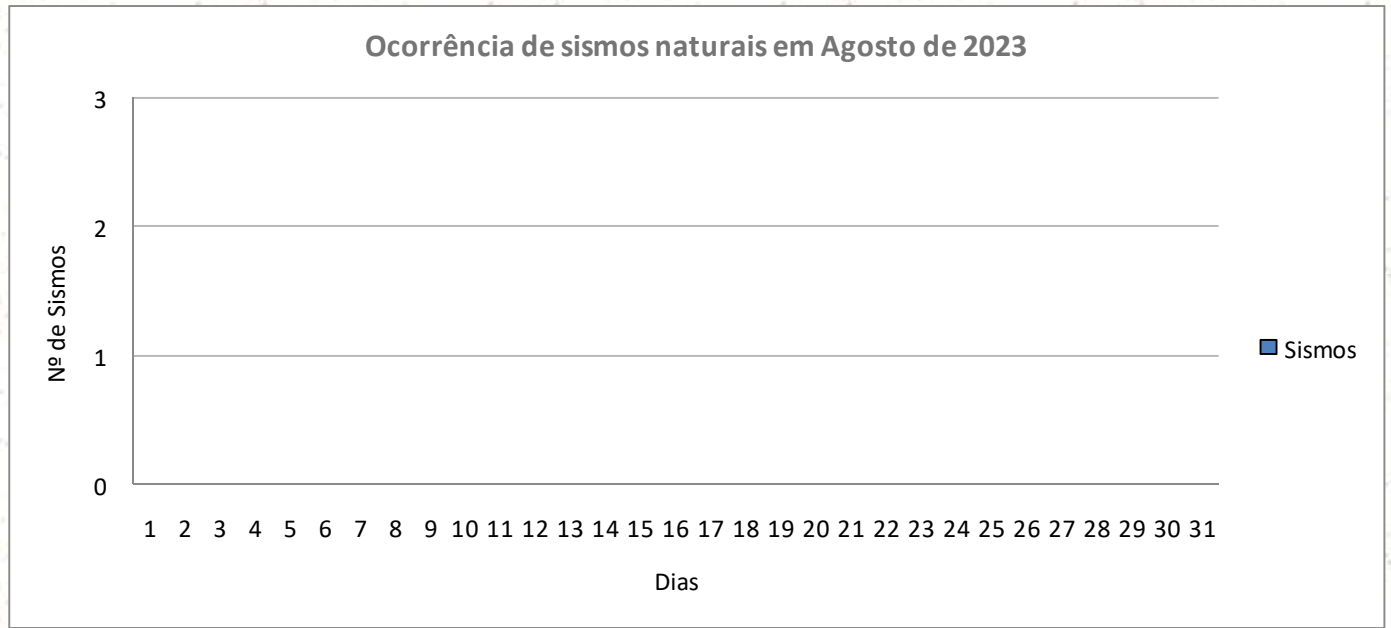 Ocorrência de sismos naturais em Agosto de 2023
3
2
1
0
Nº de Sismos
Sismos
1 2 3 4 5 6 7 8 9 10 11 12 13 14 15 16 17 18 19 20 21 22 23 24 25 26 27 28 29 30 31
Dias